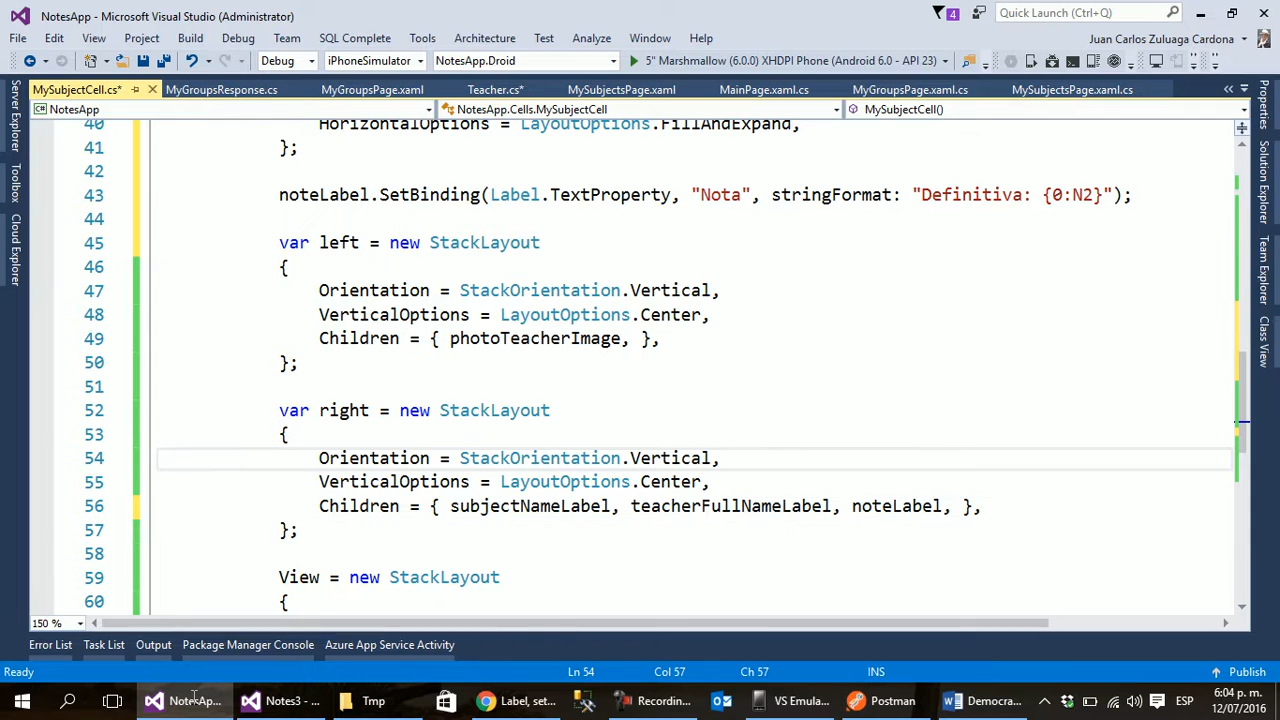 NotesApp - Microsoft Visual Studio (Administrator)
4
Quick Launch (Ctrl+Q)
File Edit View Project Build Debug Team SQL Complete Tools Architecture Test Analyze Window Help
Juan Carlos Zuluaga Cardona
Debug iPhoneSimulator NotesApp.Droid 5" Marshmallow (6.0.0) XHDPI Phone (Android 6.0 - API 23)
MySubjectCell.cs* MyGroupsResponse.cs MyGroupsPage.xaml Teacher.cs* MySubjectsPage.xaml MainPage.xaml.cs MyGroupsPage.xaml.cs MySubjectsPage.xaml.cs
NotesApp NotesApp.Cells.MySubjectCell MySubjectCell()
Server Explorer
Toolbox
Cloud Explorer
Properties
Solution Explorer
Team Explorer
Class View
40 HorizontalOptions = LayoutOptions.FillAndExpand,
41 };
42
43 noteLabel.SetBinding(Label.TextProperty, "Nota", stringFormat: "Definitiva: {0:N2}");
44
45 var left = new StackLayout
46 {
47 Orientation = StackOrientation.Vertical,
48 VerticalOptions = LayoutOptions.Center,
49 Children = { photoTeacherImage, },
50 };
51
52 var right = new StackLayout
53 {
54 Orientation = StackOrientation.Vertical,
55 VerticalOptions = LayoutOptions.Center,
56 Children = { subjectNameLabel, teacherFullNameLabel, noteLabel, },
57 };
58
59 View = new StackLayout
60 {
150 %
Error List Task List Output Package Manager Console Azure App Service Activity
Ready Ln 54 Col 57 Ch 57 INS Publish
NotesAp... Notes3 - ... Tmp Label, set... Recordin... VS Emula... Postman Democra... ESP
6:04 p. m.
12/07/2016